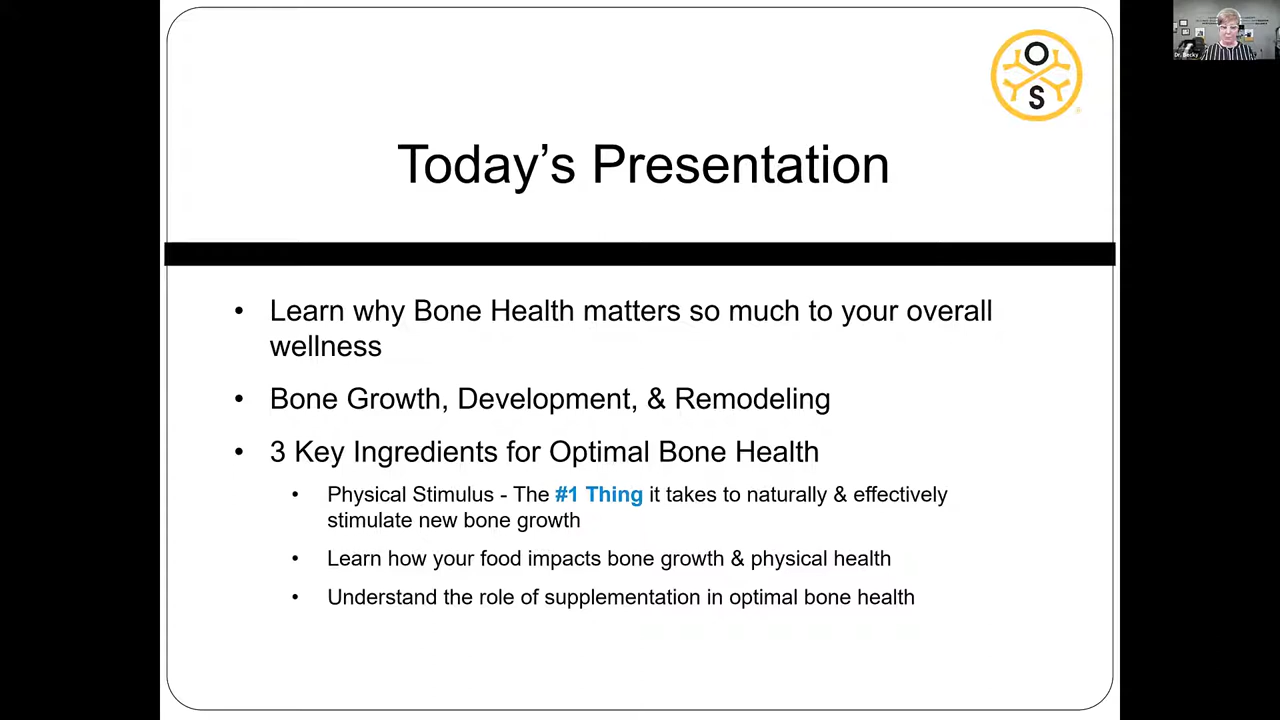 O
S
Dr. Becky
Today’s Presentation
• Learn why Bone Health matters so much to your overall
wellness
• Bone Growth, Development, & Remodeling
• 3 Key Ingredients for Optimal Bone Health
• Physical Stimulus - The #1 Thing it takes to naturally & effectively
stimulate new bone growth
• Learn how your food impacts bone growth & physical health
• Understand the role of supplementation in optimal bone health